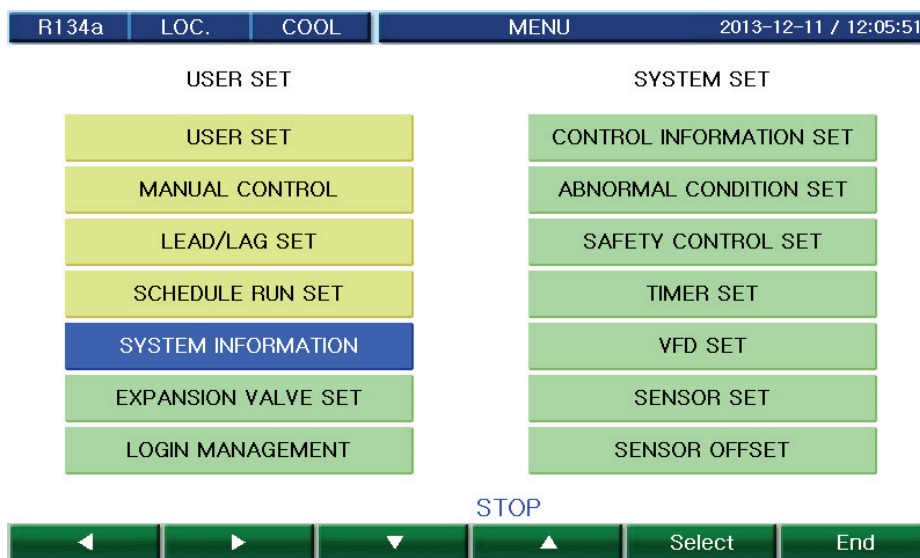 R134a LOC. COOL MENU 2013-12-11 / 12:05:51
USER SET
USER SET
MANUAL CONTROL
LEAD/LAG SET
SCHEDULE RUN SET
SYSTEM INFORMATION
EXPANSION VALVE SET
LOGIN MANAGEMENT
SYSTEM SET
CONTROL INFORMATION SET
ABNORMAL CONDITION SET
SAFETY CONTROL SET
TIMER SET
VFD SET
SENSOR SET
SENSOR OFFSET
STOP
◀ ▶ ▼ ▲ Select End